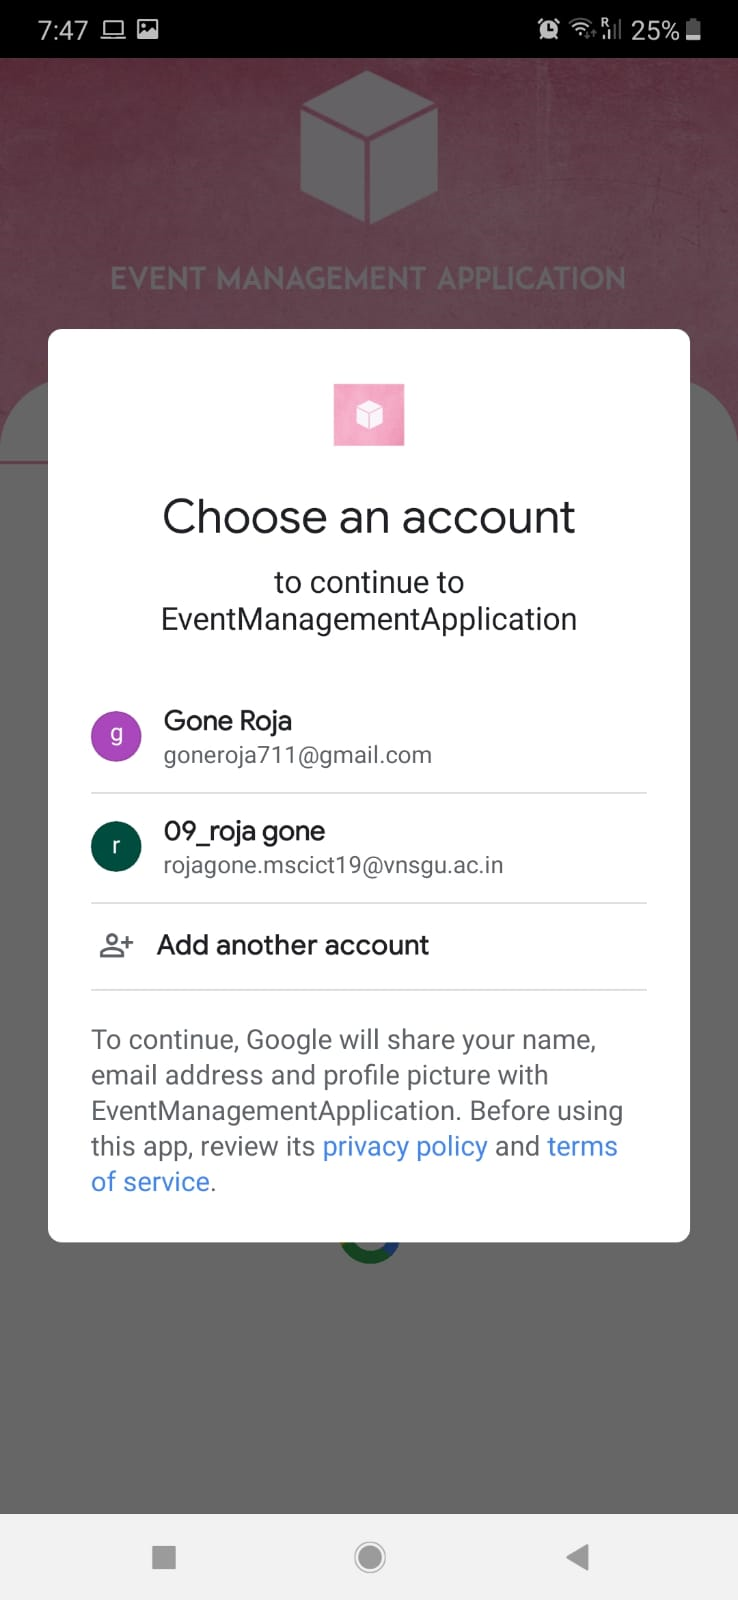 7:47
R
25%
EVENT MANAGEMENT APPLICATION
Choose an account
to continue to
EventManagementApplication
g
Gone Roja
goneroja711@gmail.com
r
09_roja gone
rojagone.mscict19@vnsgu.ac.in
Add another account
To continue, Google will share your name,
email address and profile picture with
EventManagementApplication. Before using
this app, review its privacy policy and terms
of service.